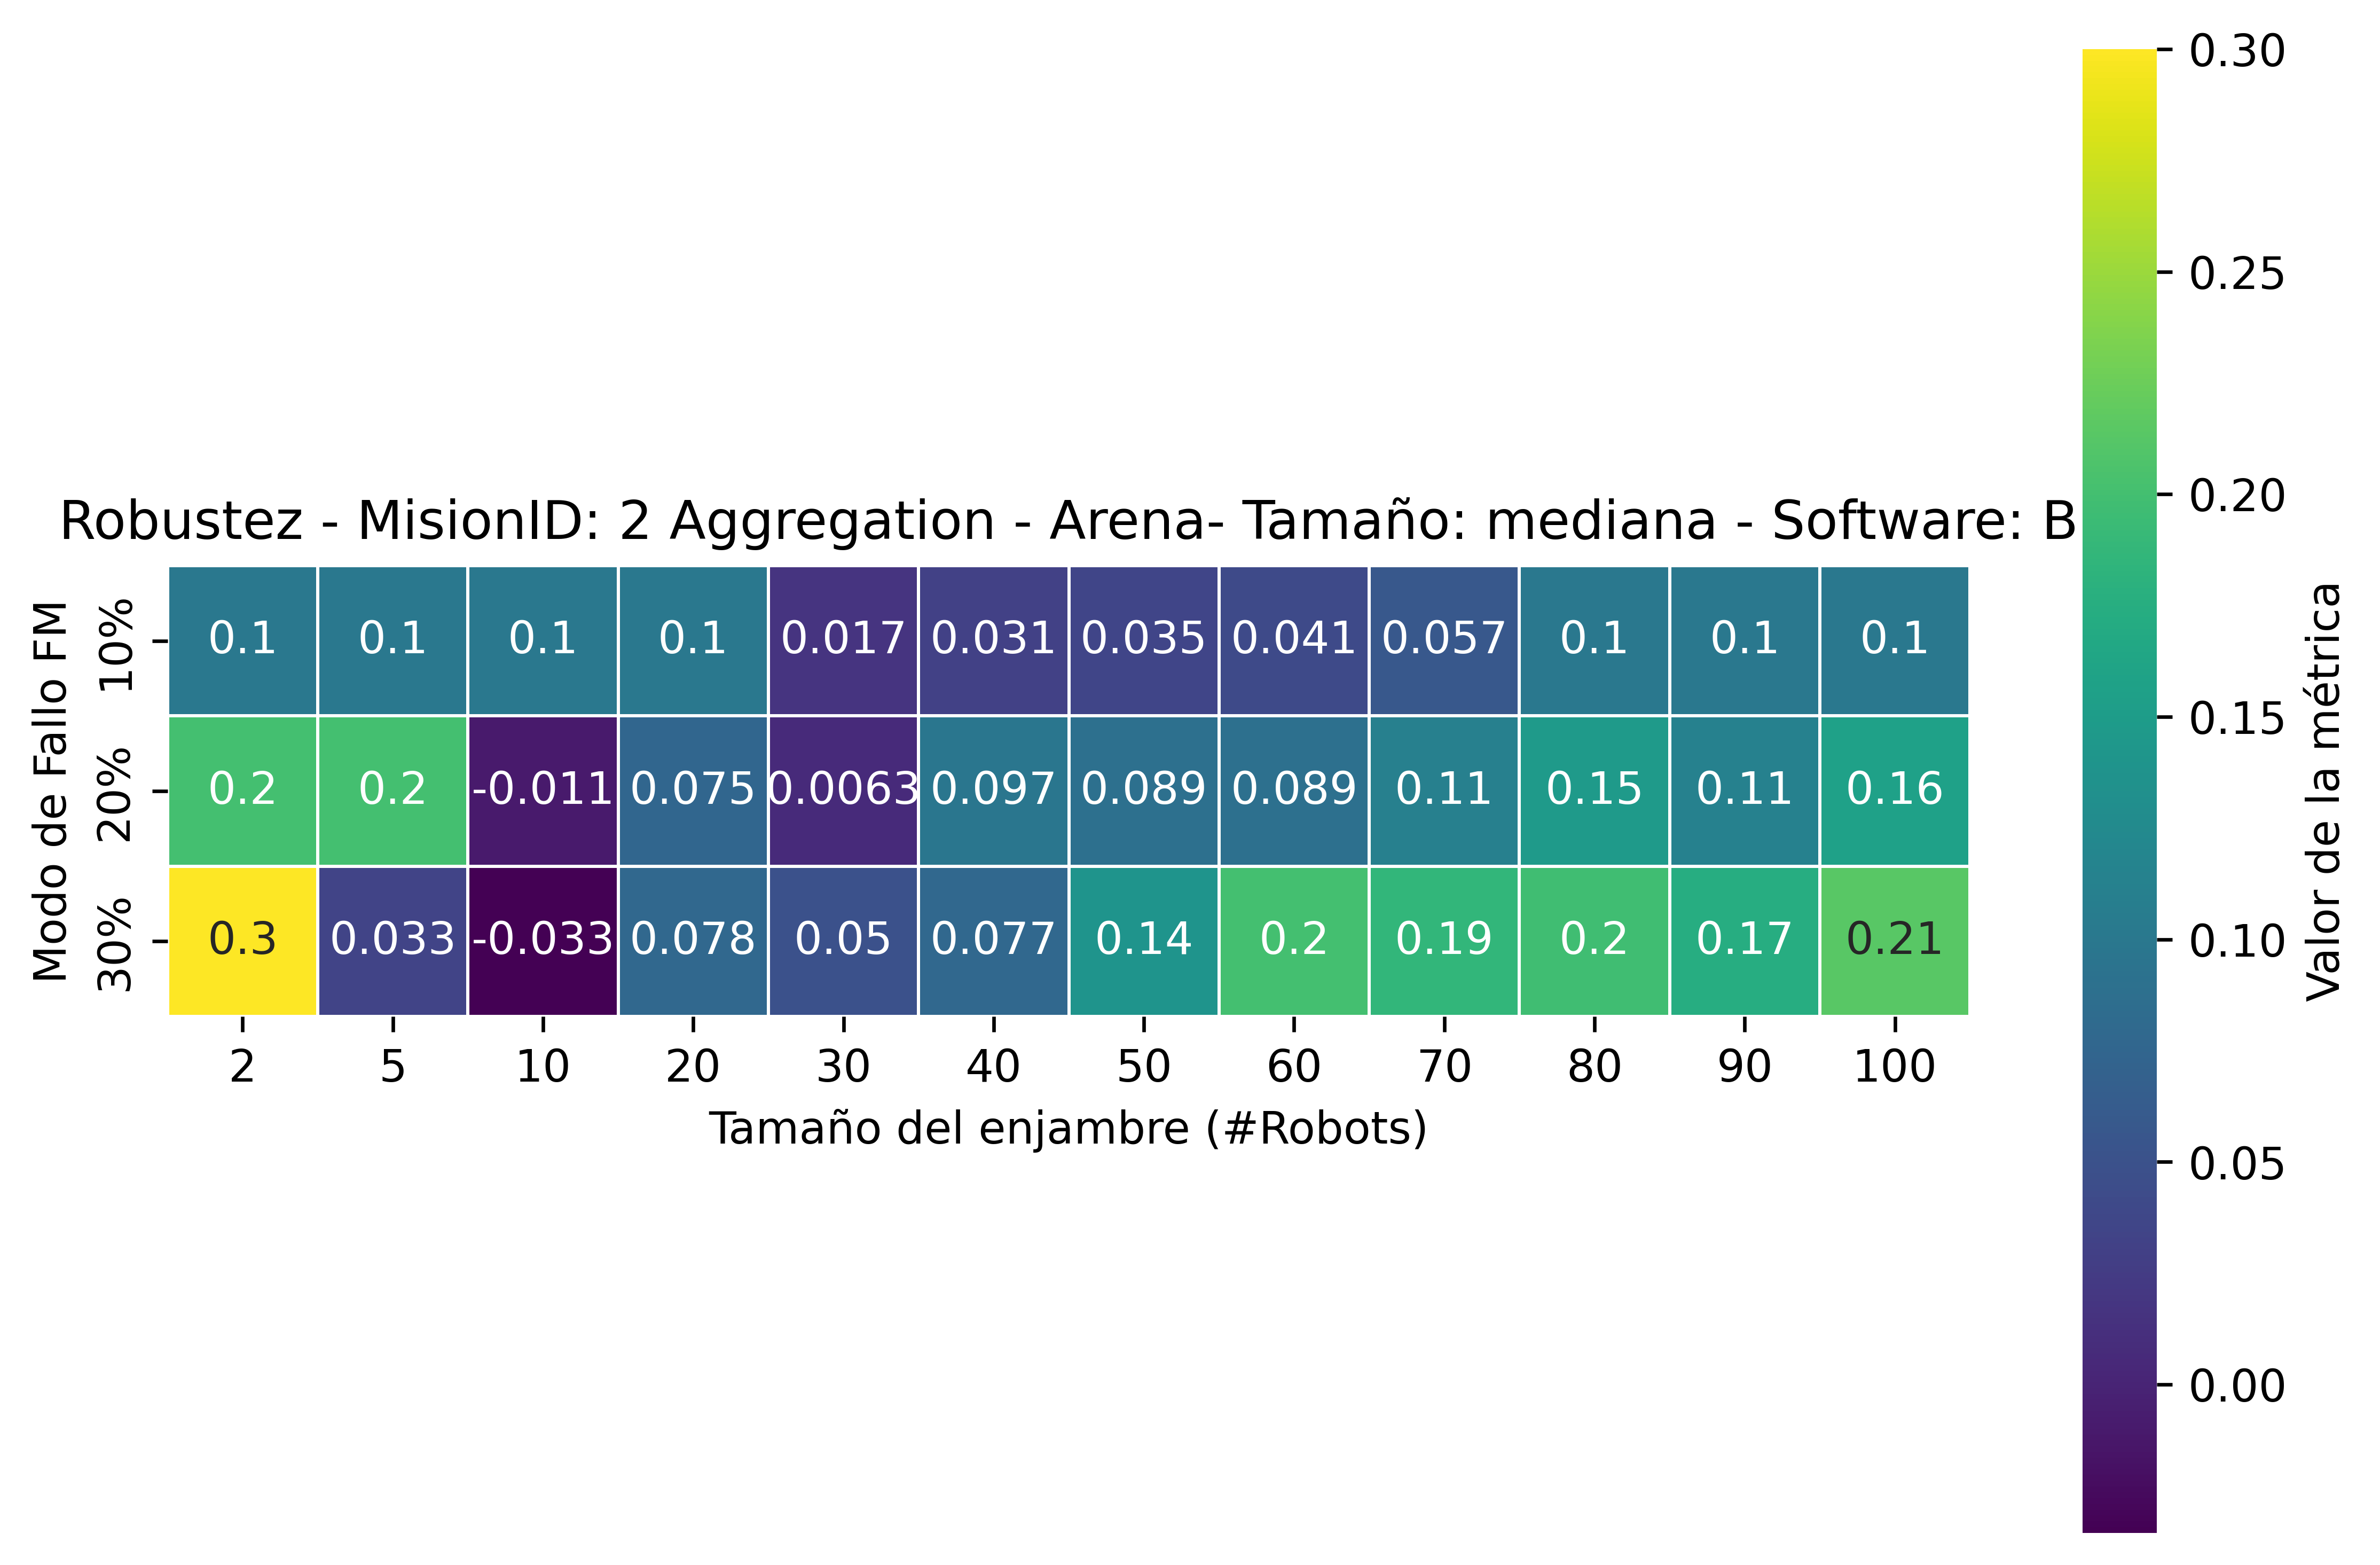 Robustez - MisionID: 2 Aggregation - Arena- Tamaño: mediana - Software: B
Modo de Fallo FM
10%
0.1 0.1 0.1 0.1 0.017 0.031 0.035 0.041 0.057 0.1 0.1 0.1
20%
0.2 0.2 -0.011 0.075 0.0063 0.097 0.089 0.089 0.11 0.15 0.11 0.16
30%
0.3 0.033 -0.033 0.078 0.05 0.077 0.14 0.2 0.19 0.2 0.17 0.21
2 5 10 20 30 40 50 60 70 80 90 100
Tamaño del enjambre (#Robots)
0.30
0.25
0.20
0.15
0.10
0.05
0.00
Valor de la métrica